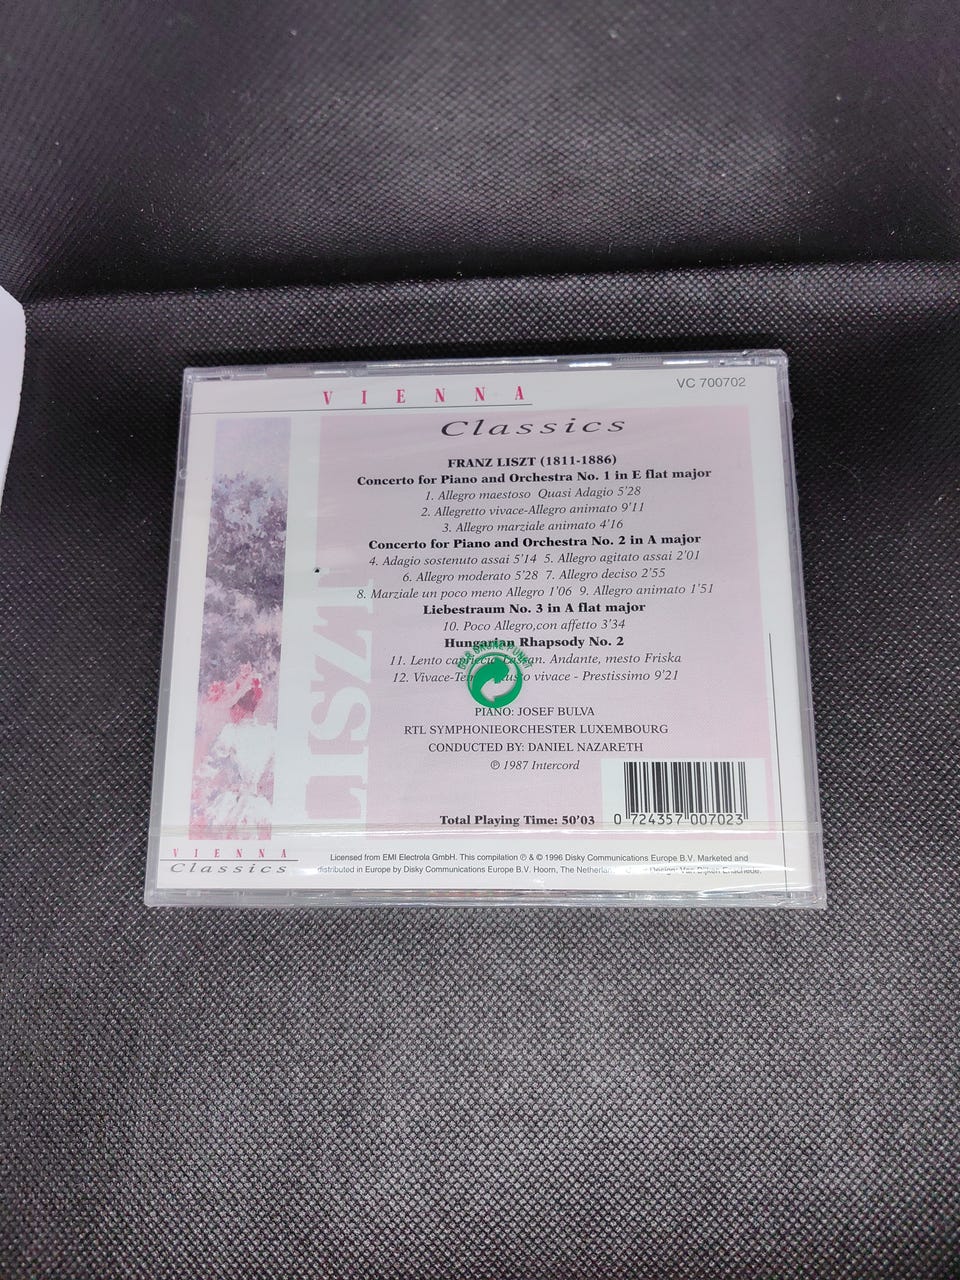 VIENNA
VC 700702
Classics
FRANZ LISZT (1811-1886)
Concerto for Piano and Orchestra No. 1 in E flat major
1. Allegro maestoso Quasi Adagio 5'28
2. Allegretto vivace-Allegro animato 9'11
3. Allegro marziale animato 4'16
Concerto for Piano and Orchestra No. 2 in A major
4. Adagio sostenuto assai 5'14 5. Allegro agitato assai 2'01
6. Allegro moderato 5'28 7. Allegro deciso 2'55
8. Marziale un poco meno Allegro 1'06 9. Allegro animato 1'51
Liebestraum No. 3 in A flat major
10. Poco Allegro,con affetto 3'34
Hungarian Rhapsody No. 2
11. Lento Lassan. Andante, mesto Friska
12. vivace - Prestissimo 9'21
DER GRÜNE PUNKT
PIANO: JOSEF BULVA
RTL SYMPHONIEORCHESTER LUXEMBOURG
CONDUCTED BY: DANIEL NAZARETH
℗ 1987 Intercord
Total Playing Time: 50'03
0 724357 007023
LISZT
VIENNA
Classics
Licensed from EMI Electrola GmbH. This compilation ℗ & © 1996 Disky Communications Europe B.V. Marketed and
distributed in Europe by Disky Communications Europe B.V. Hoorn, The Design: Van Dijken Enschede.